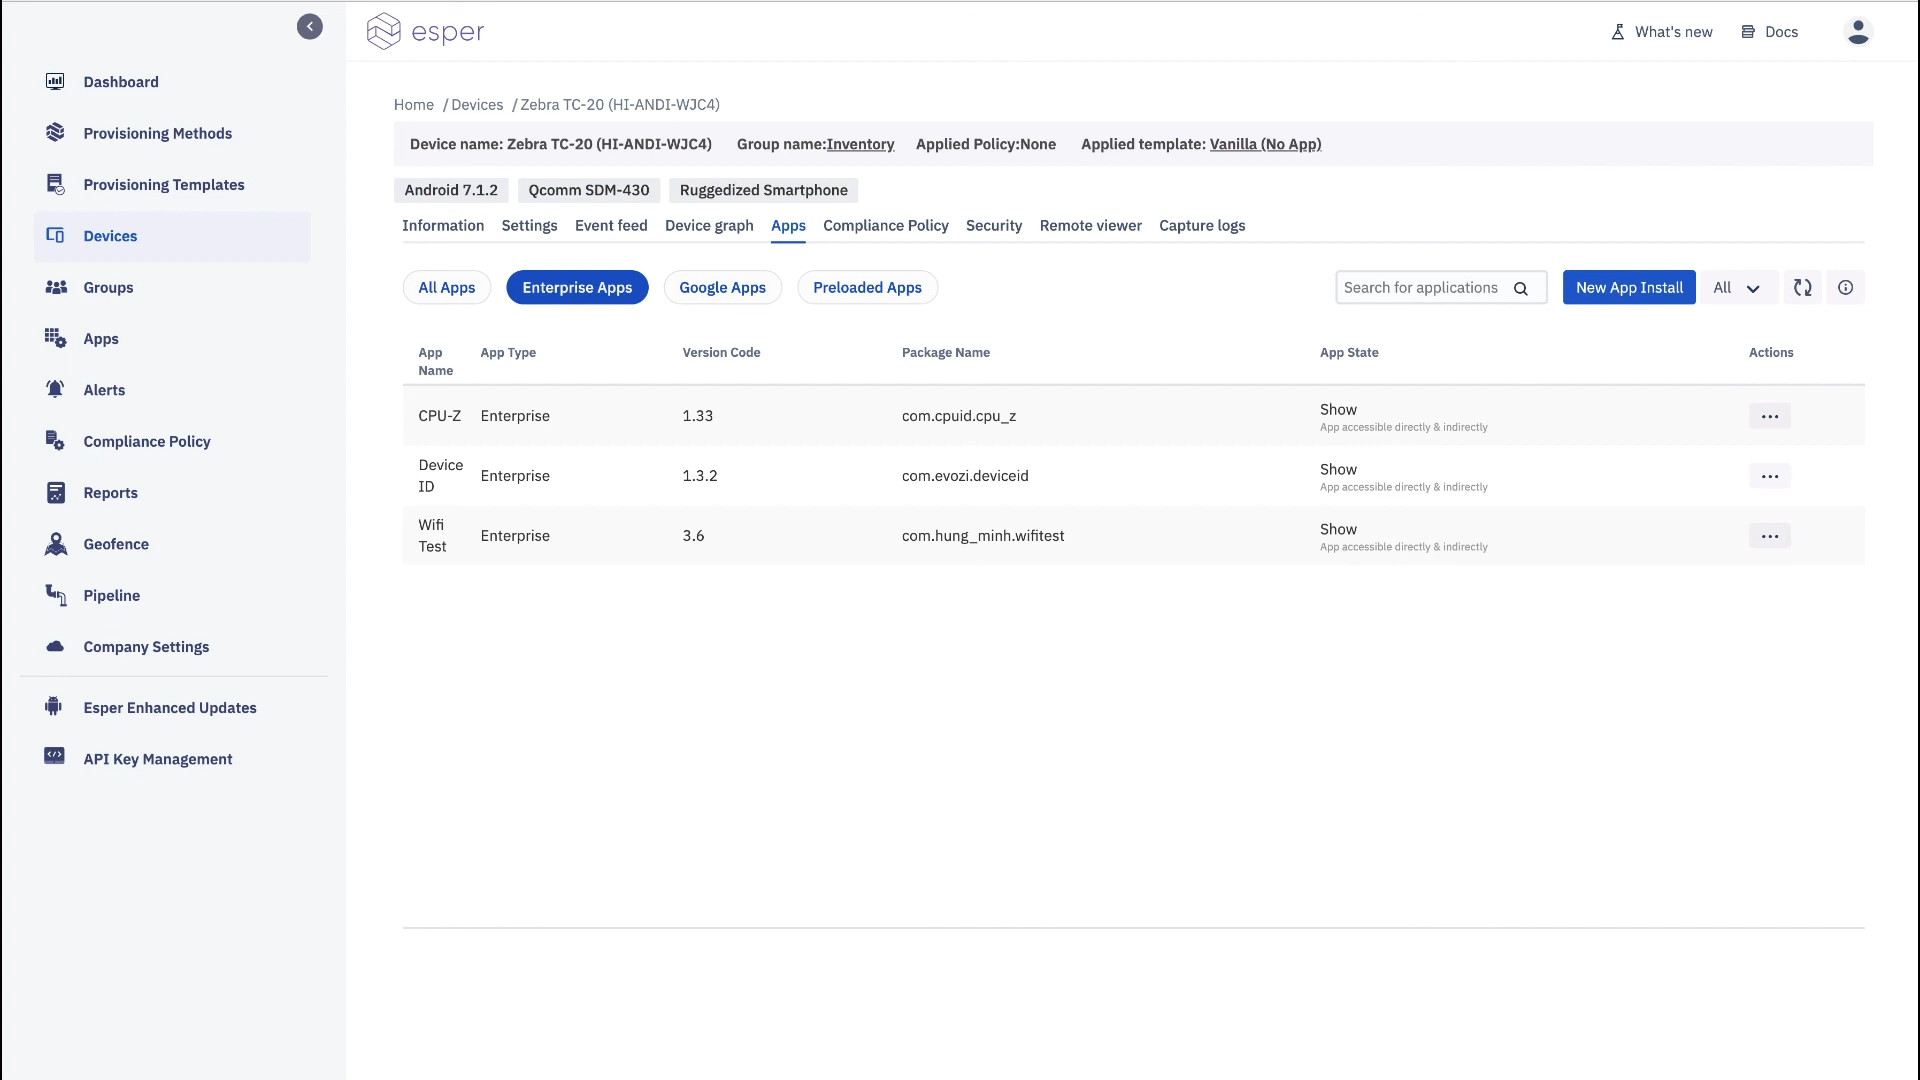 esper
What's new
Docs
Dashboard
Provisioning Methods
Provisioning Templates
Devices
Groups
Apps
Alerts
Compliance Policy
Reports
Geofence
Pipeline
Company Settings
Esper Enhanced Updates
API Key Management
Home / Devices / Zebra TC-20 (HI-ANDI-WJC4)
Device name: Zebra TC-20 (HI-ANDI-WJC4) Group name:Inventory Applied Policy:None Applied template: Vanilla (No App)
Android 7.1.2 Qcomm SDM-430 Ruggedized Smartphone
Information Settings Event feed Device graph Apps Compliance Policy Security Remote viewer Capture logs
All Apps Enterprise Apps Google Apps Preloaded Apps Search for applications New App Install All
App Name App Type Version Code Package Name App State Actions
CPU-Z Enterprise 1.33 com.cpuid.cpu_z Show
App accessible directly & indirectly
Device ID Enterprise 1.3.2 com.evozi.deviceid Show
App accessible directly & indirectly
Wifi Test Enterprise 3.6 com.hung_minh.wifitest Show
App accessible directly & indirectly